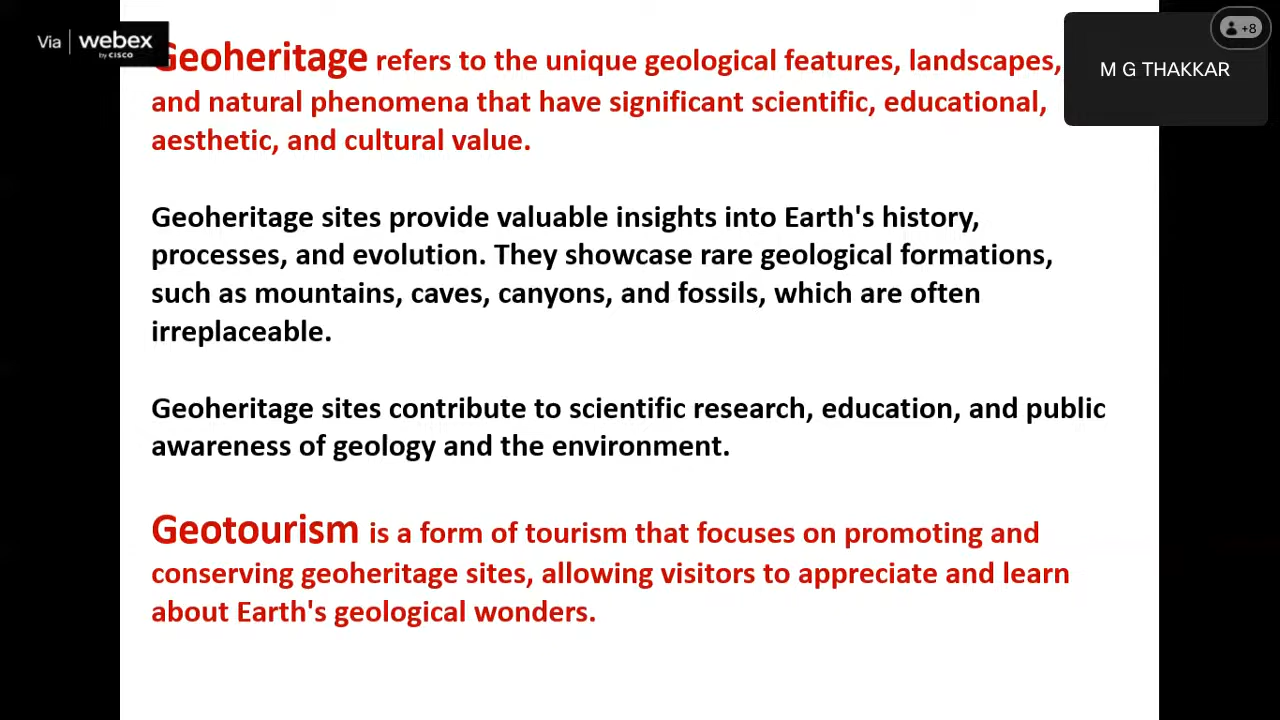 Via webex
by CISCO
+8
M G THAKKAR
Geoheritage refers to the unique geological features, landscapes,
and natural phenomena that have significant scientific, educational,
aesthetic, and cultural value.
Geoheritage sites provide valuable insights into Earth's history,
processes, and evolution. They showcase rare geological formations,
such as mountains, caves, canyons, and fossils, which are often
irreplaceable.
Geoheritage sites contribute to scientific research, education, and public
awareness of geology and the environment.
Geotourism is a form of tourism that focuses on promoting and
conserving geoheritage sites, allowing visitors to appreciate and learn
about Earth's geological wonders.